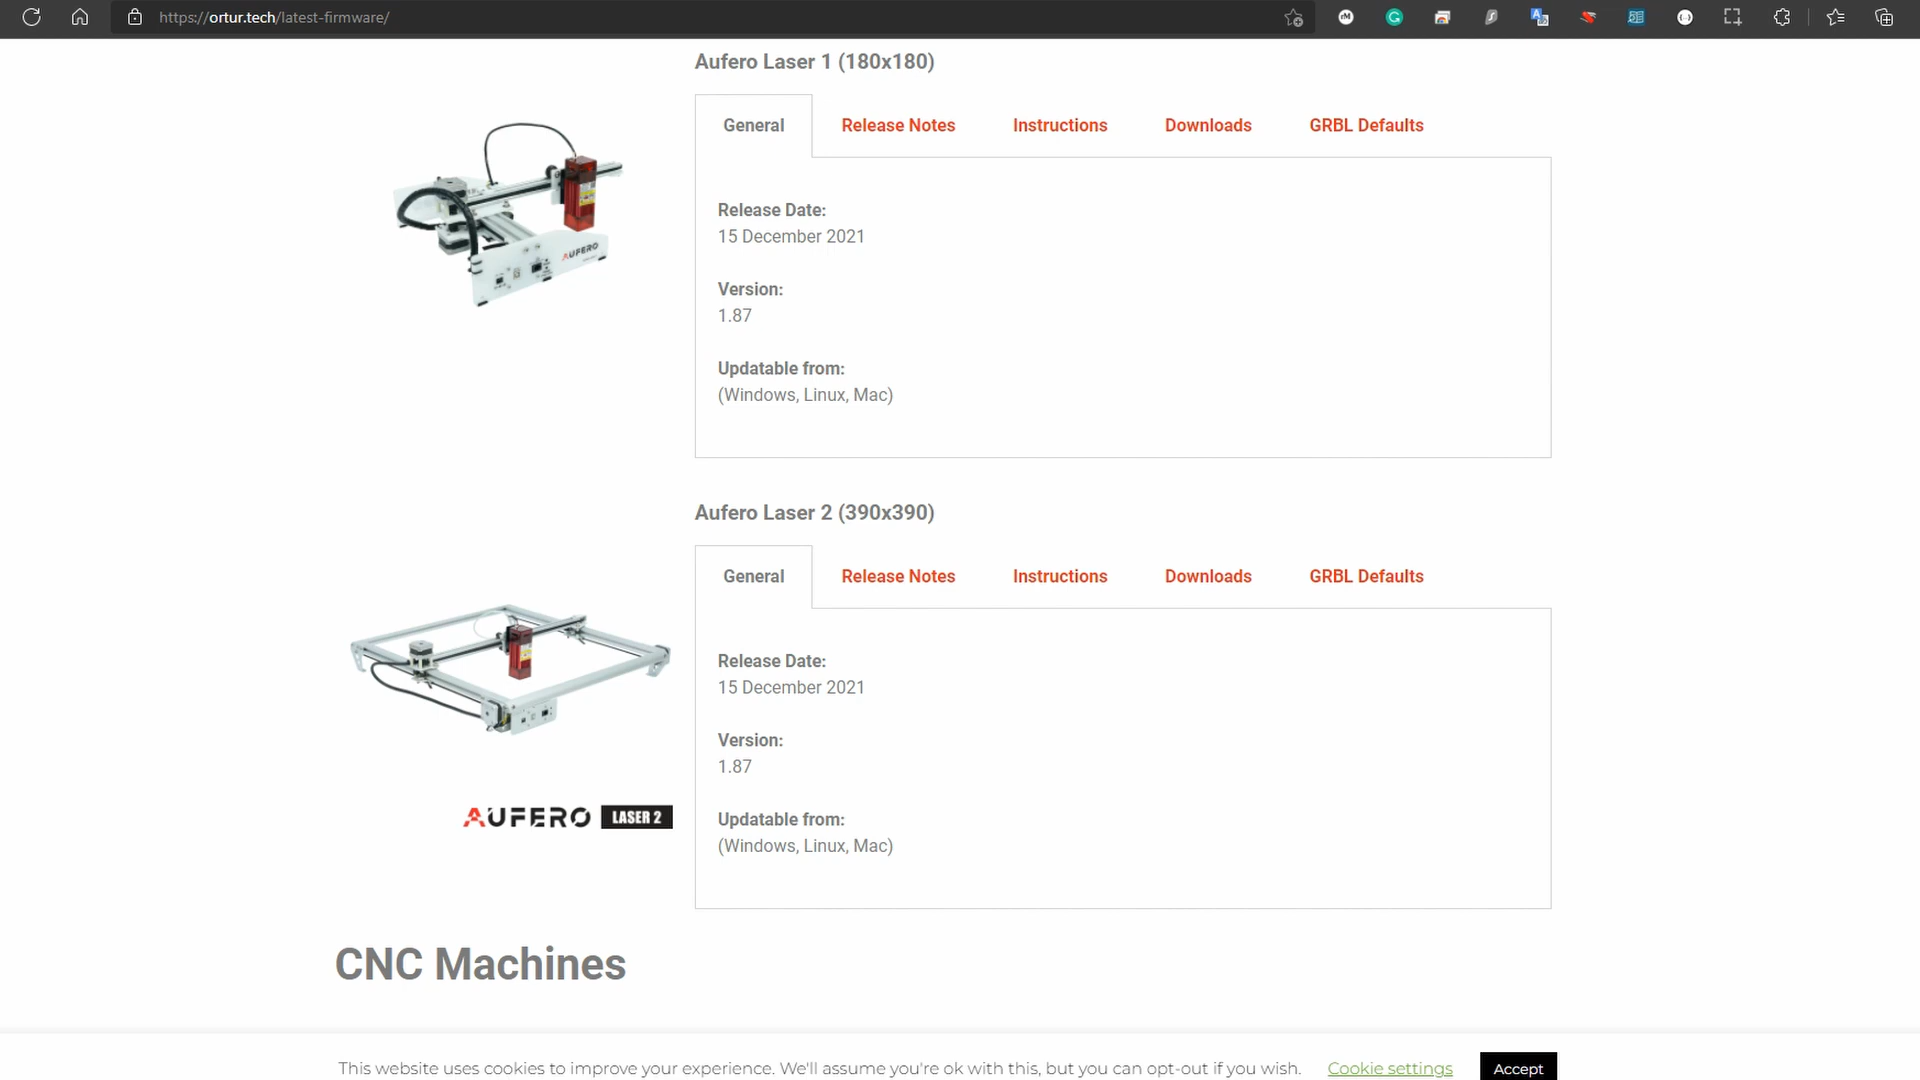 https://ortur.tech/latest-firmware/
Aufero Laser 1 (180x180)
General Release Notes Instructions Downloads GRBL Defaults
AUFERO
Release Date:
15 December 2021
Version:
1.87
Updatable from:
(Windows, Linux, Mac)
Aufero Laser 2 (390x390)
General Release Notes Instructions Downloads GRBL Defaults
Release Date:
15 December 2021
Version:
1.87
Updatable from:
(Windows, Linux, Mac)
AUFERO LASER 2
CNC Machines
This website uses cookies to improve your experience. We'll assume you're ok with this, but you can opt-out if you wish. Cookie settings Accept